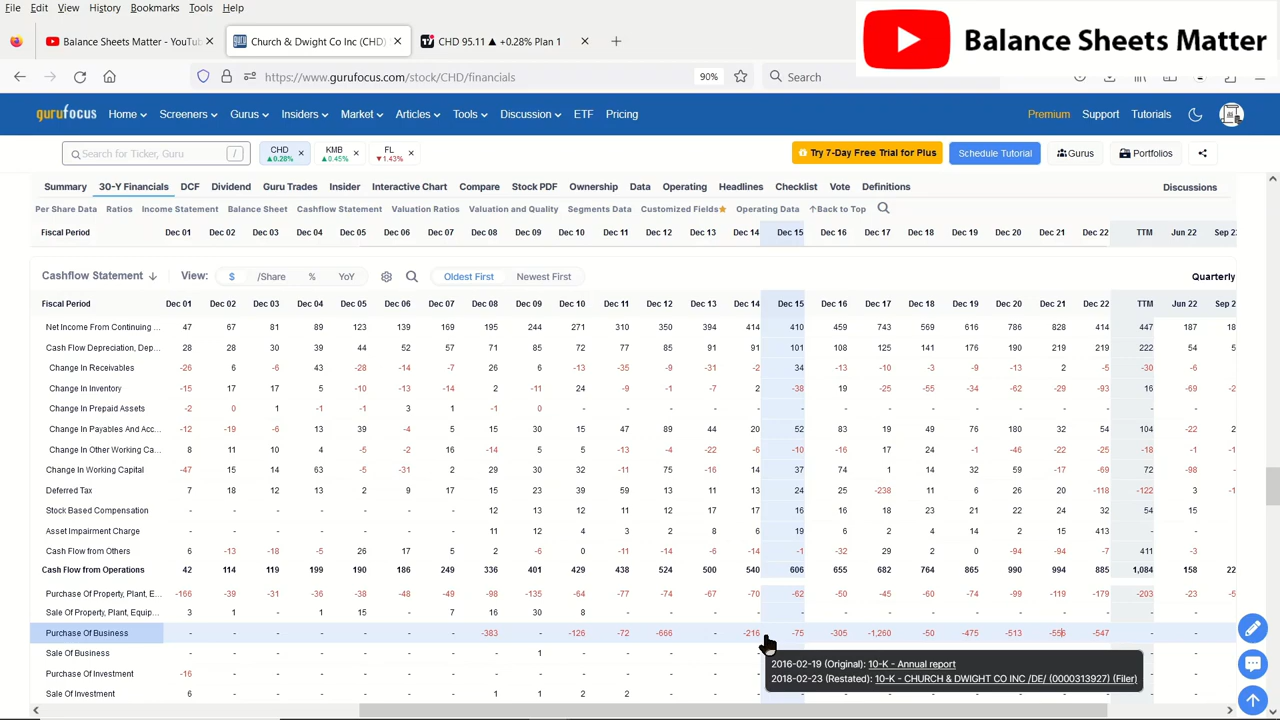 File Edit View History Bookmarks Tools Help
Balance Sheets Matter - YouTu
Church & Dwight Co Inc (CHD)
CHD 95.11 ▲ +0.28% Plan 1
Balance Sheets Matter
https://www.gurufocus.com/stock/CHD/financials
90%
Search
gurufocus Home Screeners Gurus Insiders Market Articles Tools Discussion ETF Pricing Premium Support Tutorials
Search for Ticker, Guru /
CHD ▲0.28%
KMB ▲0.45%
FL ▼1.43%
Try 7-Day Free Trial for Plus Schedule Tutorial Gurus Portfolios
Summary 30-Y Financials DCF Dividend Guru Trades Insider Interactive Chart Compare Stock PDF Ownership Data Operating Headlines Checklist Vote Definitions Discussions
Per Share Data Ratios Income Statement Balance Sheet Cashflow Statement Valuation Ratios Valuation and Quality Segments Data Customized Fields Operating Data Back to Top
Fiscal Period Dec 01 Dec 02 Dec 03 Dec 04 Dec 05 Dec 06 Dec 07 Dec 08 Dec 09 Dec 10 Dec 11 Dec 12 Dec 13 Dec 14 Dec 15 Dec 16 Dec 17 Dec 18 Dec 19 Dec 20 Dec 21 Dec 22 TTM Jun 22 Sep 2
Cashflow Statement View: $ /Share % YoY Oldest First Newest First Quarterly
Fiscal Period Dec 01 Dec 02 Dec 03 Dec 04 Dec 05 Dec 06 Dec 07 Dec 08 Dec 09 Dec 10 Dec 11 Dec 12 Dec 13 Dec 14 Dec 15 Dec 16 Dec 17 Dec 18 Dec 19 Dec 20 Dec 21 Dec 22 TTM Jun 22 Sep 2
Net Income From Continuing ... 47 67 81 89 123 139 169 195 244 271 310 350 394 414 410 459 743 569 616 786 828 414 447 187 18
Cash Flow Depreciation, Dep... 28 28 30 39 44 52 57 71 85 72 77 85 91 91 101 108 125 141 176 190 219 219 222 54 5
Change In Receivables -26 6 -6 43 -28 -14 -7 26 6 -13 -35 -9 -31 -2 34 -13 -10 -3 -9 -13 2 -5 -30 -6
Change In Inventory -15 17 17 5 -10 -13 -14 2 -11 24 -9 -1 -7 2 -38 19 -25 -55 -34 -62 -29 -93 16 -69 -2
Change In Prepaid Assets -2 0 1 -1 -1 3 1 -1 0 - - - - - - - - - - - - - - - -
Change In Payables And Acc... -12 -19 -6 13 39 -4 5 15 30 15 47 89 44 20 52 83 19 49 76 180 32 54 104 -22 2
Change In Other Working Ca... 8 11 10 4 -5 -6 16 -14 5 5 -13 -4 -22 -6 -10 -16 17 24 -1 -46 -22 -25 -18 -1 -1
Change In Working Capital -47 15 14 63 -5 -31 2 29 30 32 -11 75 -16 14 37 74 1 14 32 59 -17 -69 72 -98 -
Deferred Tax 7 18 12 13 2 9 17 15 23 39 59 13 11 13 24 25 -238 11 6 26 20 -118 -122 3 -1
Stock Based Compensation - - - - - - - 12 13 12 11 12 17 17 16 16 18 23 21 22 24 32 54 15
Asset Impairment Charge - - - - - - - 11 12 4 3 2 8 6 19 6 2 4 14 2 15 413 - -
Cash Flow from Others 6 -13 -18 -5 26 17 5 2 -6 0 -11 -14 -6 -14 -1 -32 29 2 0 -94 -94 -7 411 -3
Cash Flow from Operations 42 114 119 199 190 186 249 336 401 429 438 524 500 540 606 655 682 764 865 990 994 885 1,084 158 22
Purchase Of Property, Plant, E... -166 -39 -31 -36 -38 -48 -49 -98 -135 -64 -77 -74 -67 -70 -62 -50 -45 -60 -74 -99 -119 -179 -203 -23 -5
Sale Of Property, Plant, Equip... 3 1 - 1 15 - 7 16 30 8 - - - - - - - - - - - - - - -
Purchase Of Business - - - - - - - -383 - -126 -72 -666 - -216 -75 -305 -1,260 -50 -475 -513 -556 -547 - - -
Sale Of Business - - - - - - - - 1 - - - -
Purchase Of Investment - - - - - - - - - - - - -
Sale Of Investment - - - - - - - 1 1 2 2 - -
2016-02-19 (Original): 10-K - Annual report
2018-02-23 (Restated): 10-K - CHURCH & DWIGHT CO INC /DE/ (0000313927) (Filer)